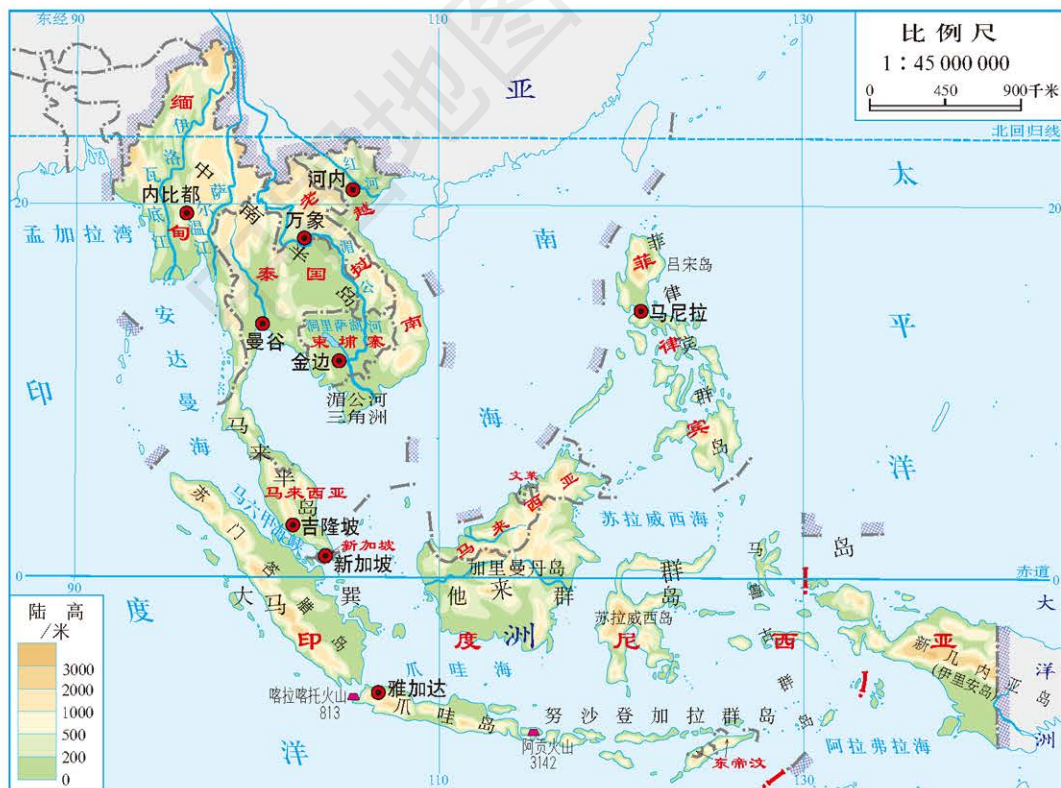 东经 90
110
130
比例尺
1：45 000 000
0 450 900千米
亚
北回归线
缅
甸
伊
洛
瓦
底
江
中
南
半
岛
萨
尔
温
江
红
河
河内
内比都
老
挝
越
南
万象
湄
公
河
20
20
孟加拉湾
泰国
洞里萨湖
柬埔寨
曼谷
金边
湄公河
三角洲
安
达
曼
海
南
海
太
平
洋
菲
律
宾
菲
律
宾
群
岛
吕宋岛
马尼拉
印
度
洋
马
来
半
岛
马来西亚
马六甲海峡
吉隆坡
新加坡
新加坡
文莱
马
来
西
亚
苏拉威西海
苏
门
答
腊
岛
大
巽
他
群
岛
马
来
群
岛
加里曼丹岛
苏拉威西岛
马
鲁
古
群
岛
0
0
赤道
印
度
尼
西
亚
洲
大
洋
洲
新几内亚岛
(伊里安岛)
爪哇海
雅加达
喀拉喀托火山
813
爪哇岛
努沙登加拉群岛
阿贡火山
3142
东帝汶
阿拉弗拉海
陆高
/米
3000
2000
1000
500
200
0
90
110
130